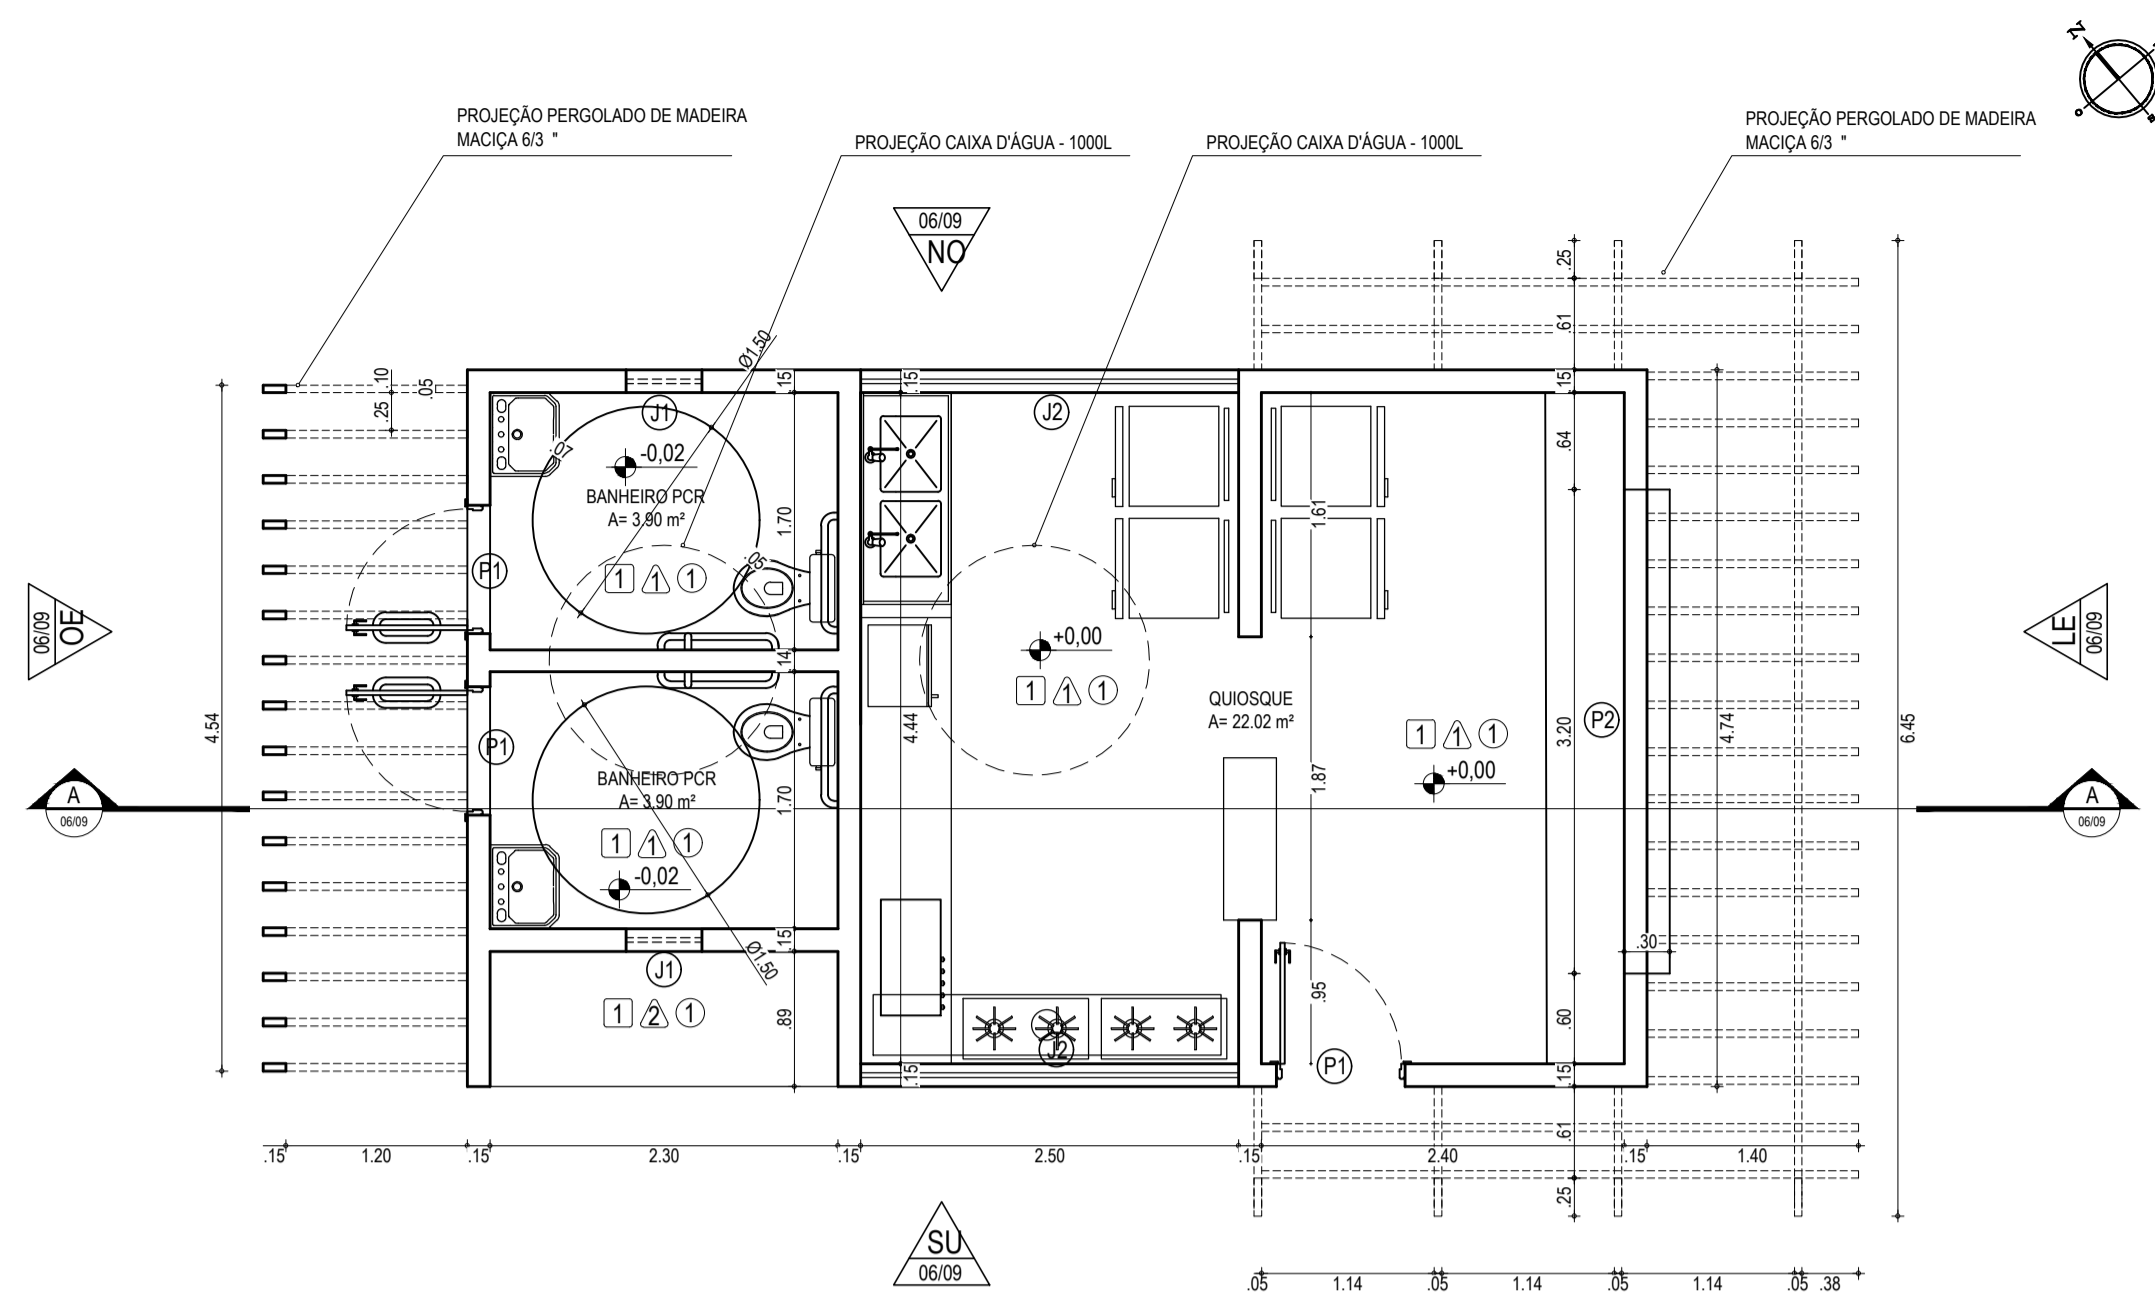 N
O
S
PROJEÇÃO PERGOLADO DE MADEIRA
MACIÇA 6/3 "
PROJEÇÃO CAIXA D'ÁGUA - 1000L
PROJEÇÃO CAIXA D'ÁGUA - 1000L
PROJEÇÃO PERGOLADO DE MADEIRA
MACIÇA 6/3 "
06/09
NO
.25
.61
Ø1.50
.10
.05
.25
.15
.15
.15
J1
J2
.07
-0,02
BANHEIRO PCR
A= 3.90 m²
1.70
1.61
.64
P1
1 1 1
.05
06/09
OE
+0,00
1 1 1
LE
06/09
.14
QUIOSQUE
A= 22.02 m²
4.54
4.44
1 1 1
3.20
P2
4.74
6.45
P1
BANHEIRO PCR
A= 3.90 m²
1.70
1.87
+0,00
A
06/09
A
06/09
1 1 1
-0,02
.15
Ø1.50
.30
J1
1 2 1
.89
.95
.60
J2
.15
P1
.15
.61
.15
1.20
.15
2.30
.15
2.50
.15
2.40
.15
1.40
.25
SU
06/09
.05
1.14
.05
1.14
.05
1.14
.05
.38